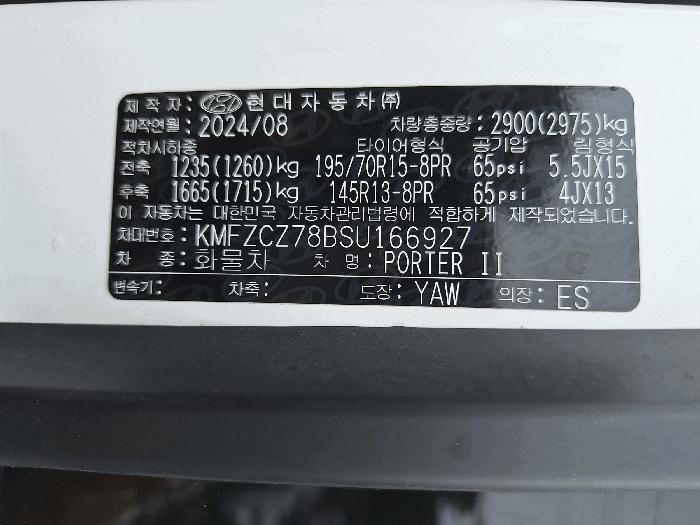 제 작 자: 현대자동차(주)
제작연월: 2024/08 차량총중량: 2900(2975)kg
적차시하중 타이어형식 공기압 림형식
전축 1235(1260)kg 195/70R15-8PR 65psi 5.5JX15
후축 1665(1715)kg 145R13-8PR 65psi 4JX13
이 자동차는 대한민국 자동차관리법령에 적합하게 제작되었습니다.
차대번호: KMFZCZ78BSU166927
차 종: 화물차 차 명: PORTER II
변속기: 차축: 도장: YAW 의장: ES